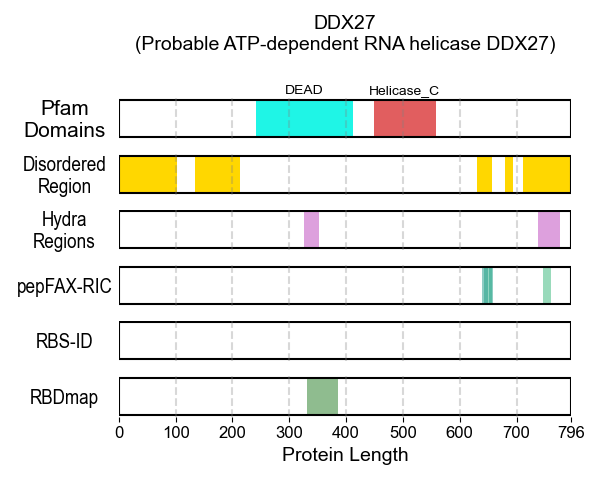 DDX27
(Probable ATP-dependent RNA helicase DDX27)
DEAD Helicase_C
Pfam
Domains
Disordered
Region
Hydra
Regions
pepFAX-RIC
RBS-ID
RBDmap
0 100 200 300 400 500 600 700 796
Protein Length